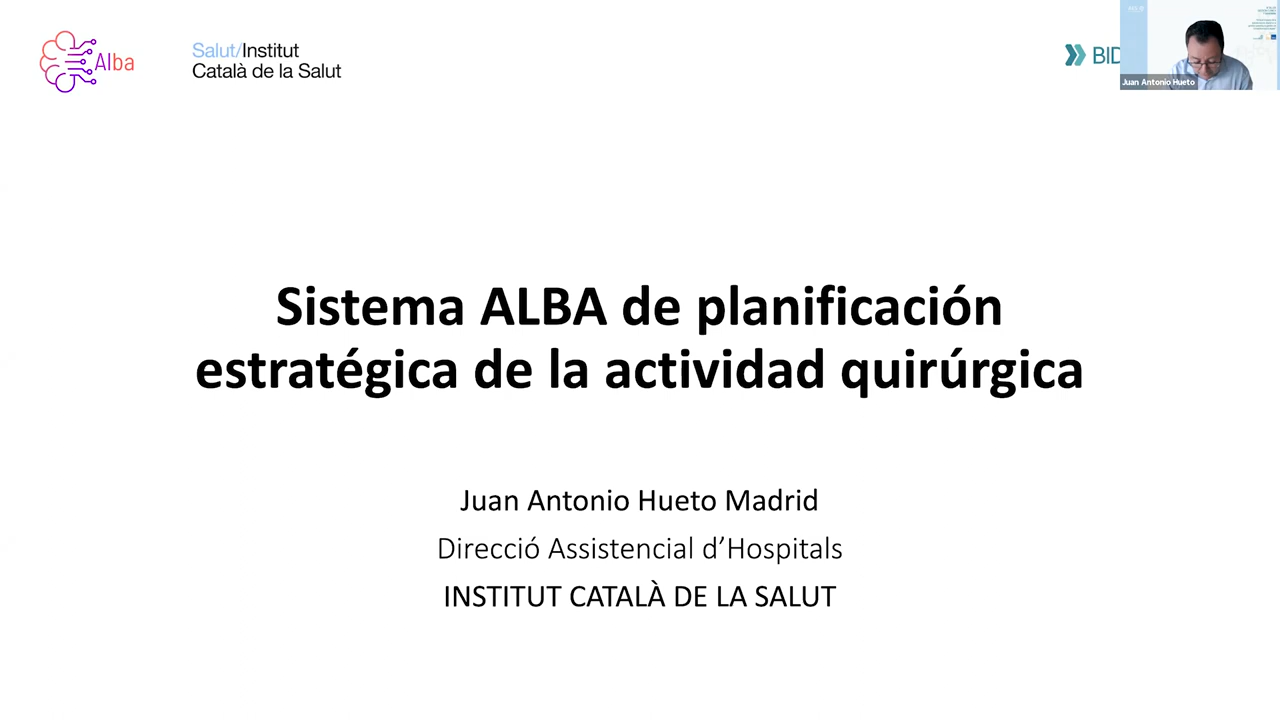 Alba
Salut/Institut
Català de la Salut
BID
Juan Antonio Hueto
Sistema ALBA de planificación
estratégica de la actividad quirúrgica
Juan Antonio Hueto Madrid
Direcció Assistencial d’Hospitals
INSTITUT CATALÀ DE LA SALUT